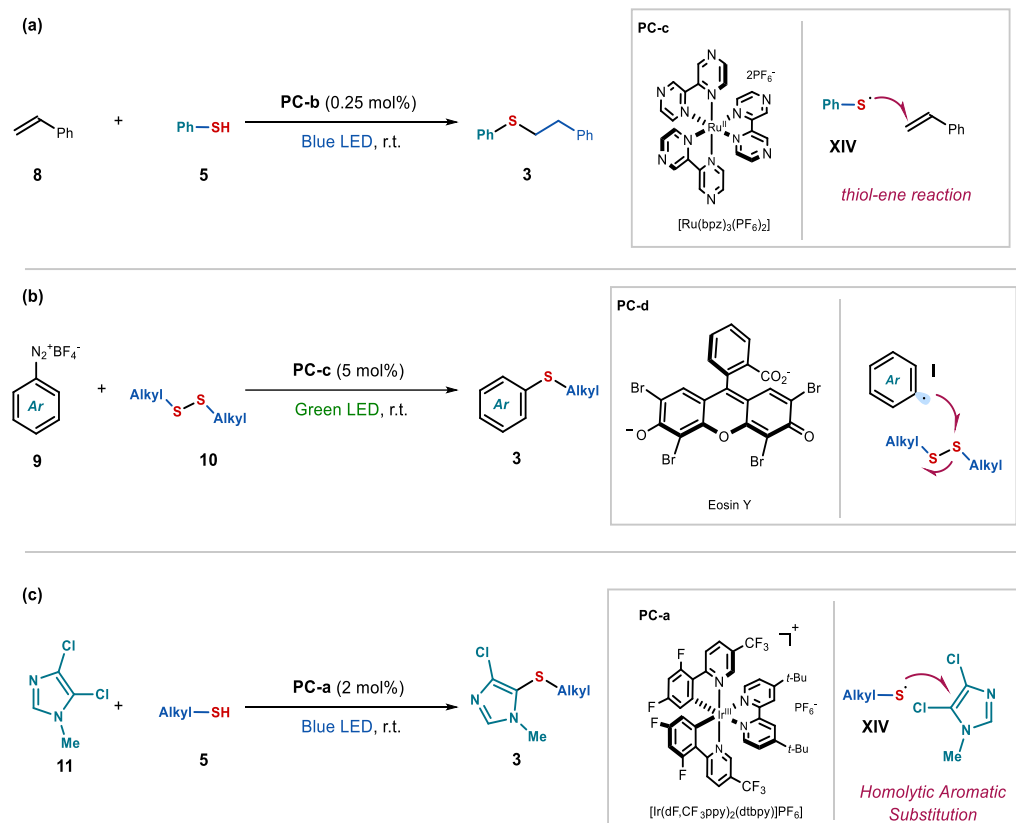 (a)
8
Ph
+
Ph SH
5
PC-b (0.25 mol%)
Blue LED, r.t.
Ph S Ph
3
PC-c
N N N N N N N N N N N N
Ru^II
2PF6-
[Ru(bpz)3(PF6)2]
Ph S·
Ph
XIV
thiol-ene reaction
(b)
N2+BF4-
Ar
9
+
Alkyl
S S
Alkyl
10
PC-c (5 mol%)
Green LED, r.t.
Ar
S
Alkyl
3
PC-d
CO2-
Br Br
-O O O
Br Br
Eosin Y
Ar
I
Alkyl
S S
Alkyl
(c)
Cl
N Cl
N
Me
11
+
Alkyl SH
5
PC-a (2 mol%)
Blue LED, r.t.
Cl
S
N Alkyl
N
Me
3
PC-a
CF3
+
F
N t-Bu
F N
Ir^III PF6-
F N
N t-Bu
F
CF3
[Ir(dF,CF3ppy)2(dtbpy)]PF6]
Alkyl S·
Cl
Cl N
N
Me
XIV
Homolytic Aromatic
Substitution